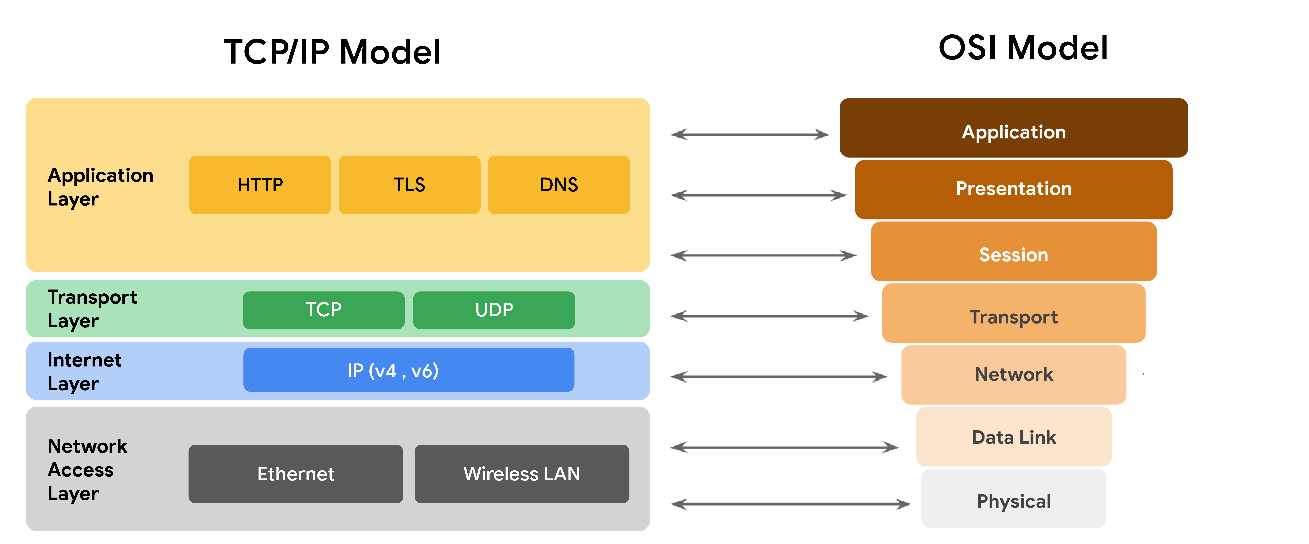 TCP/IP Model
OSI Model
Application
Layer
HTTP
TLS
DNS
Transport
Layer
TCP
UDP
Internet
Layer
IP (v4 , v6)
Network
Access
Layer
Ethernet
Wireless LAN
Application
Presentation
Session
Transport
Network
Data Link
Physical